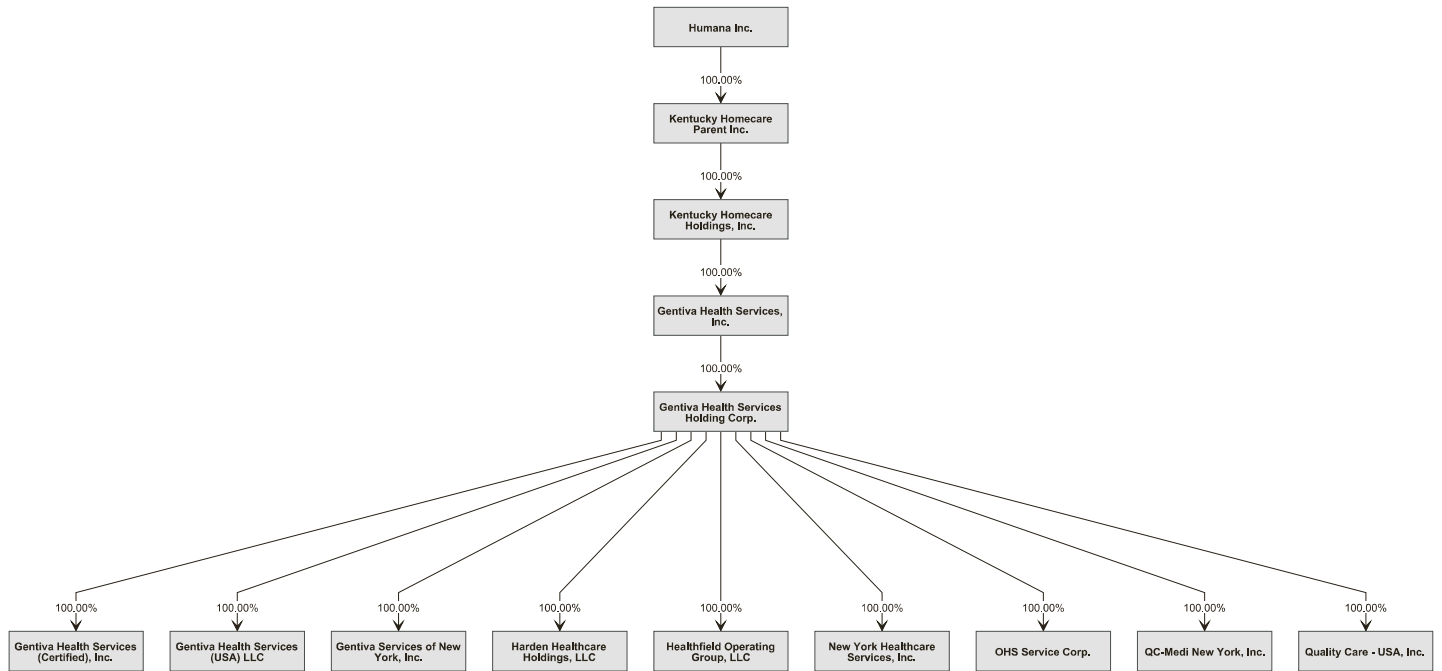 Humana Inc.
100.00%
Kentucky Homecare
Parent Inc.
100.00%
Kentucky Homecare
Holdings, Inc.
100.00%
Gentiva Health Services,
Inc.
100.00%
Gentiva Health Services
Holding Corp.
100.00%
Gentiva Health Services
(Certified), Inc.
100.00%
Gentiva Health Services
(USA) LLC
100.00%
Gentiva Services of New
York, Inc.
100.00%
Harden Healthcare
Holdings, LLC
100.00%
Healthfield Operating
Group, LLC
100.00%
New York Healthcare
Services, Inc.
100.00%
OHS Service Corp.
100.00%
QC-Medi New York, Inc.
100.00%
Quality Care - USA, Inc.